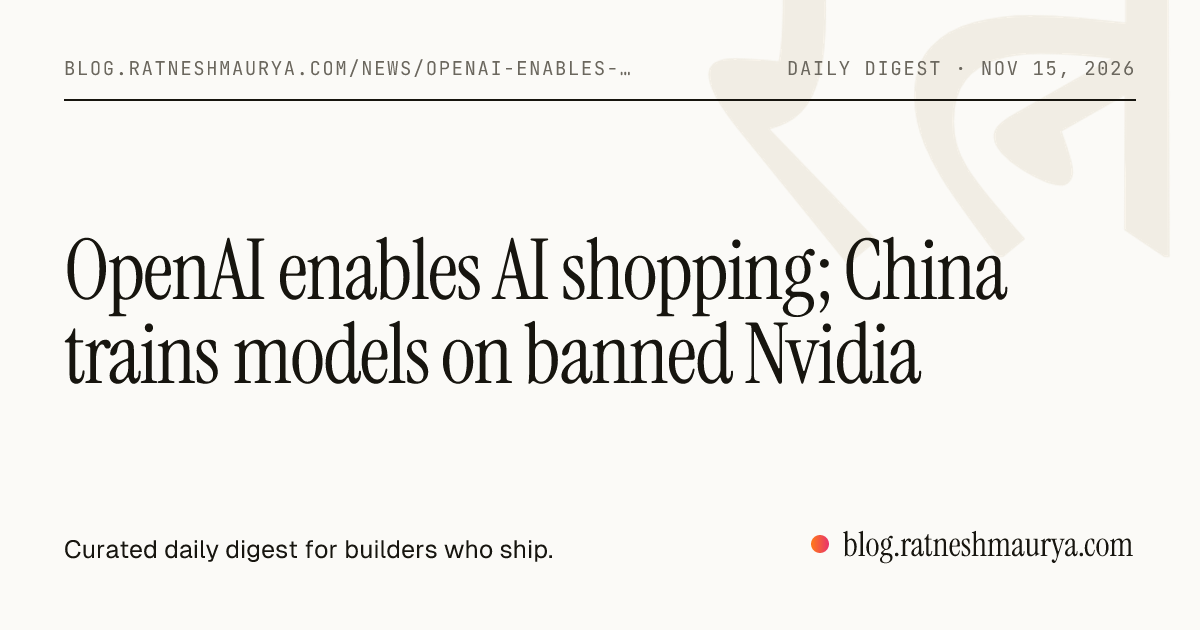 BLOG.RATNESHMAURYA.COM/NEWS/OPENAI-ENABLES-…
DAILY DIGEST · NOV 15, 2026
OpenAI enables AI shopping; China
trains models on banned Nvidia
Curated daily digest for builders who ship.
blog.ratneshmaurya.com